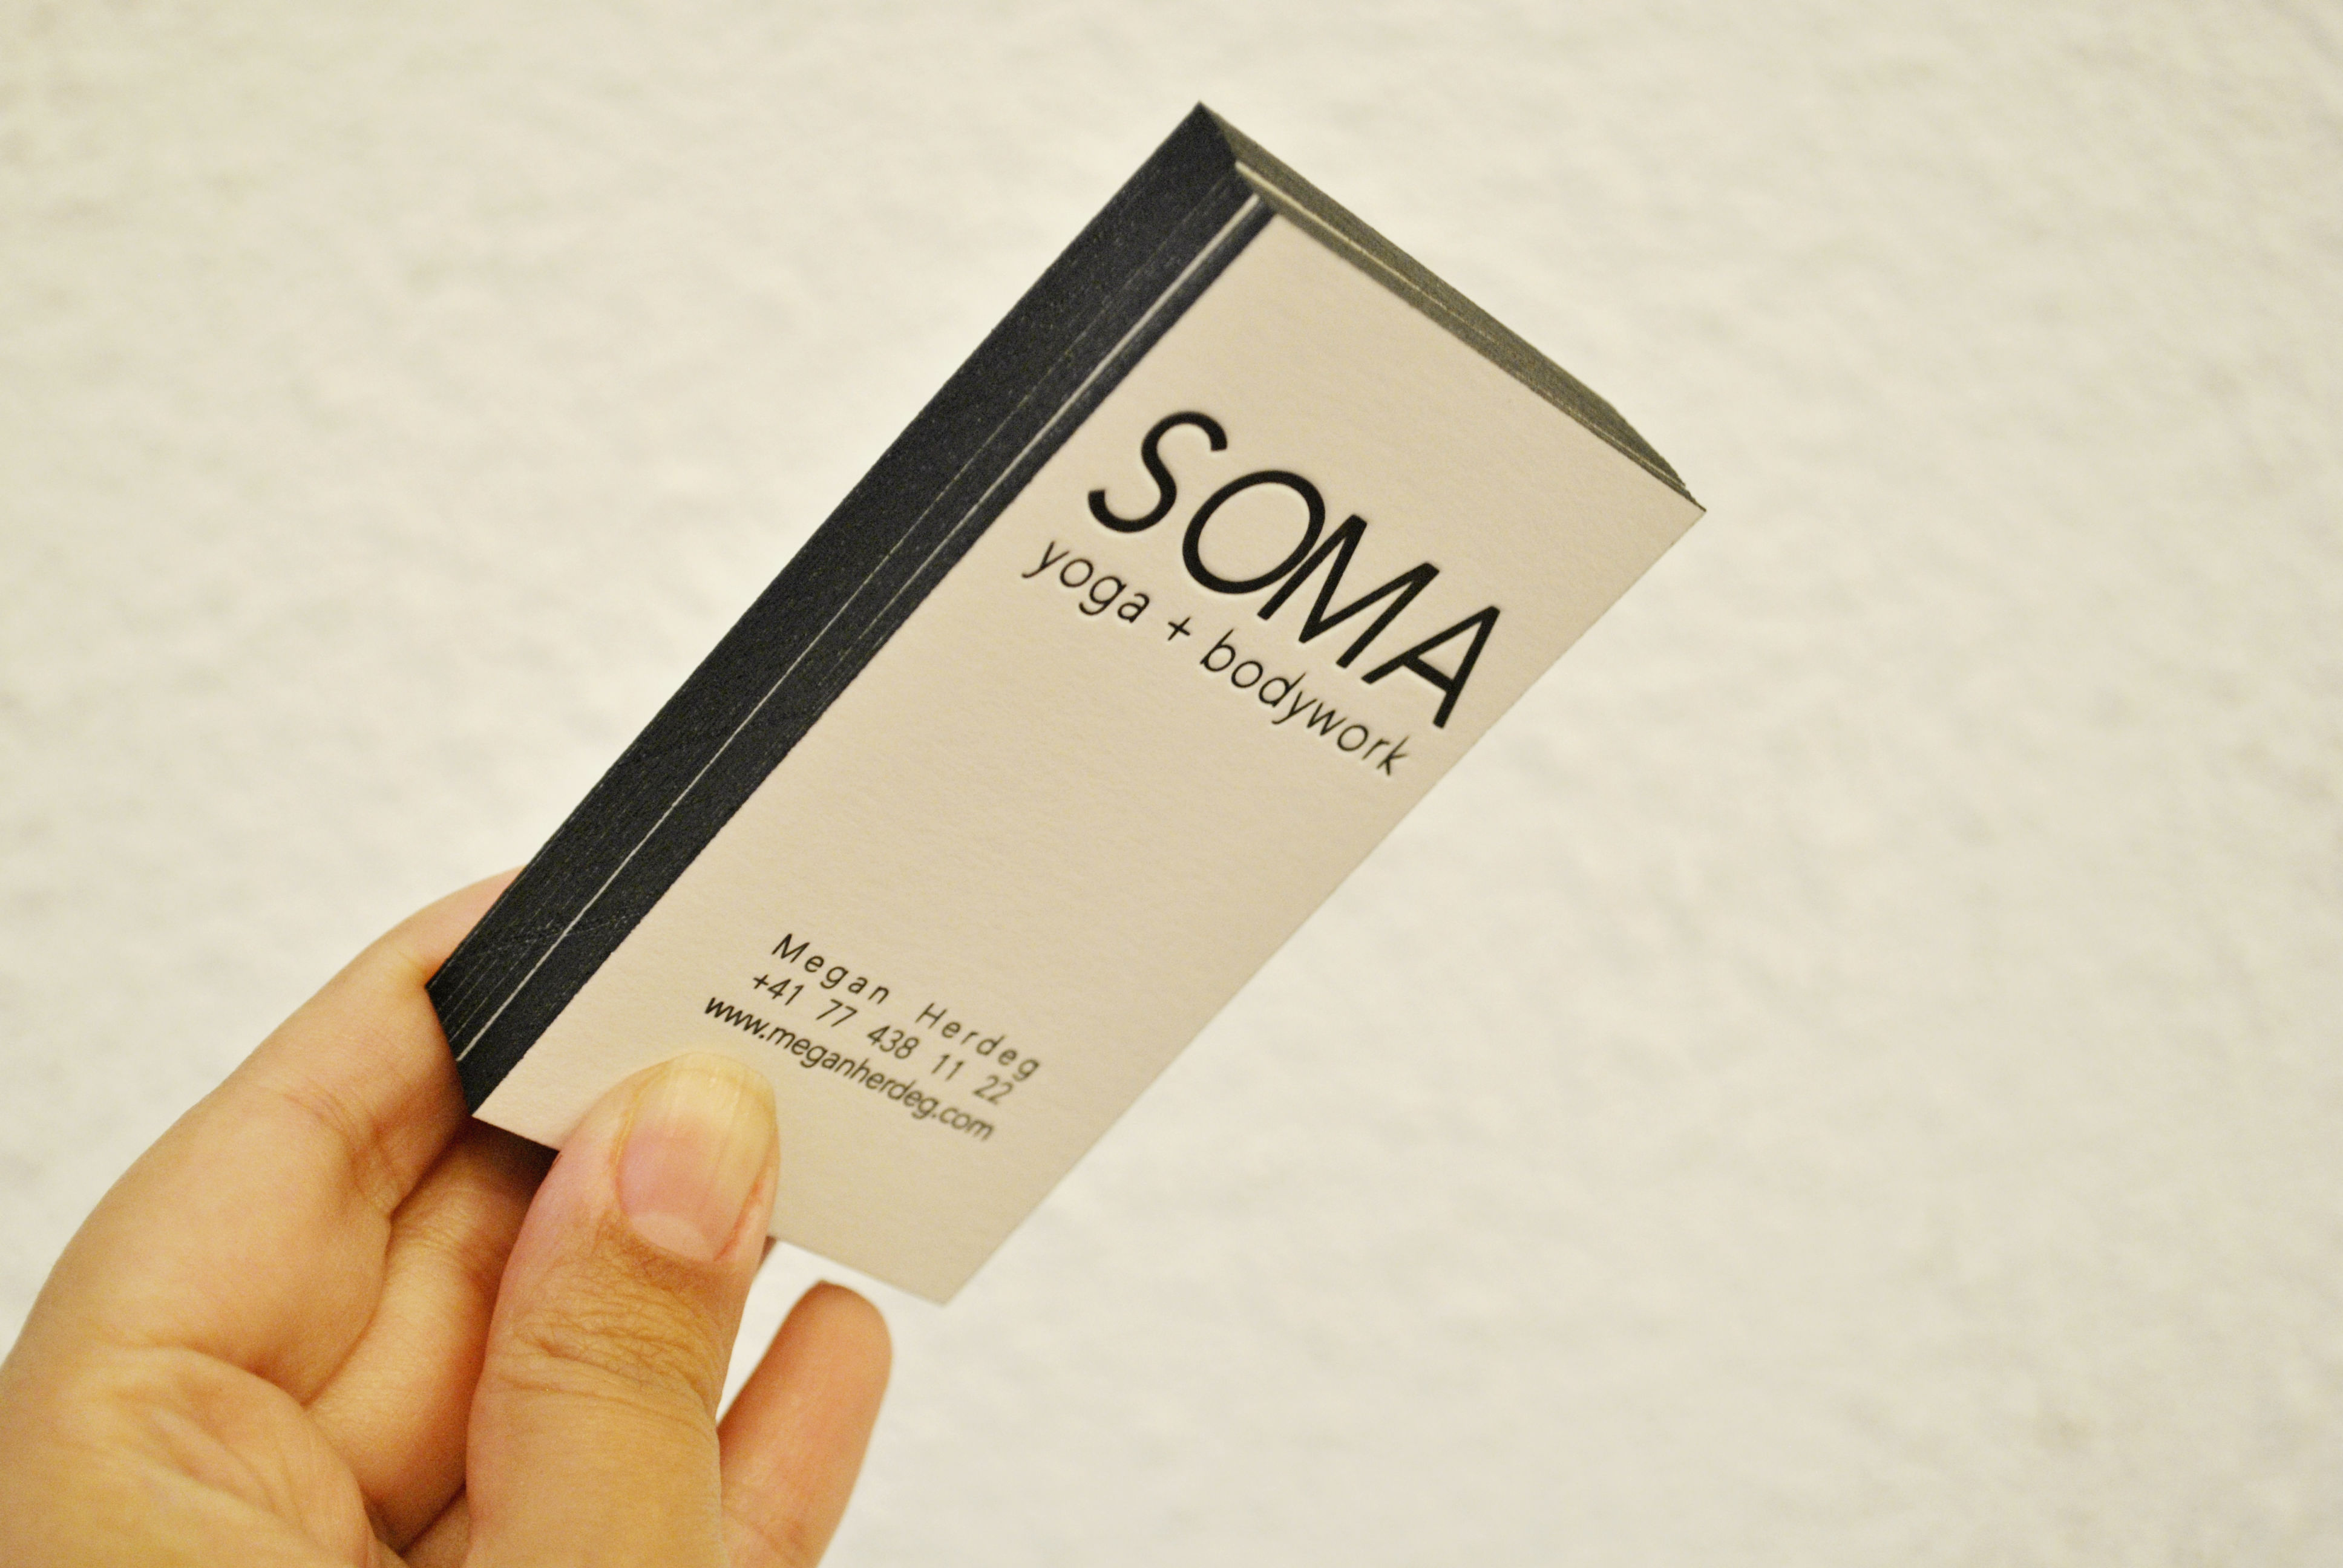 SOMA
yoga + bodywork
Megan Herdeg
+41 77 438 11 22
www.meganherdeg.com